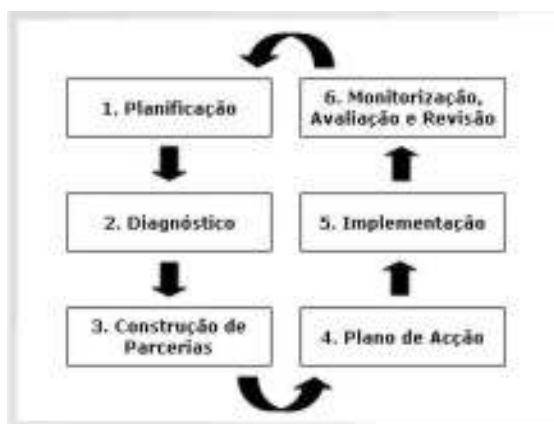 1. Planificação
2. Diagnóstico
3. Construção de
Parcerias
4. Plano de Acção
5. Implementação
6. Monitorização,
Avaliação e Revisão